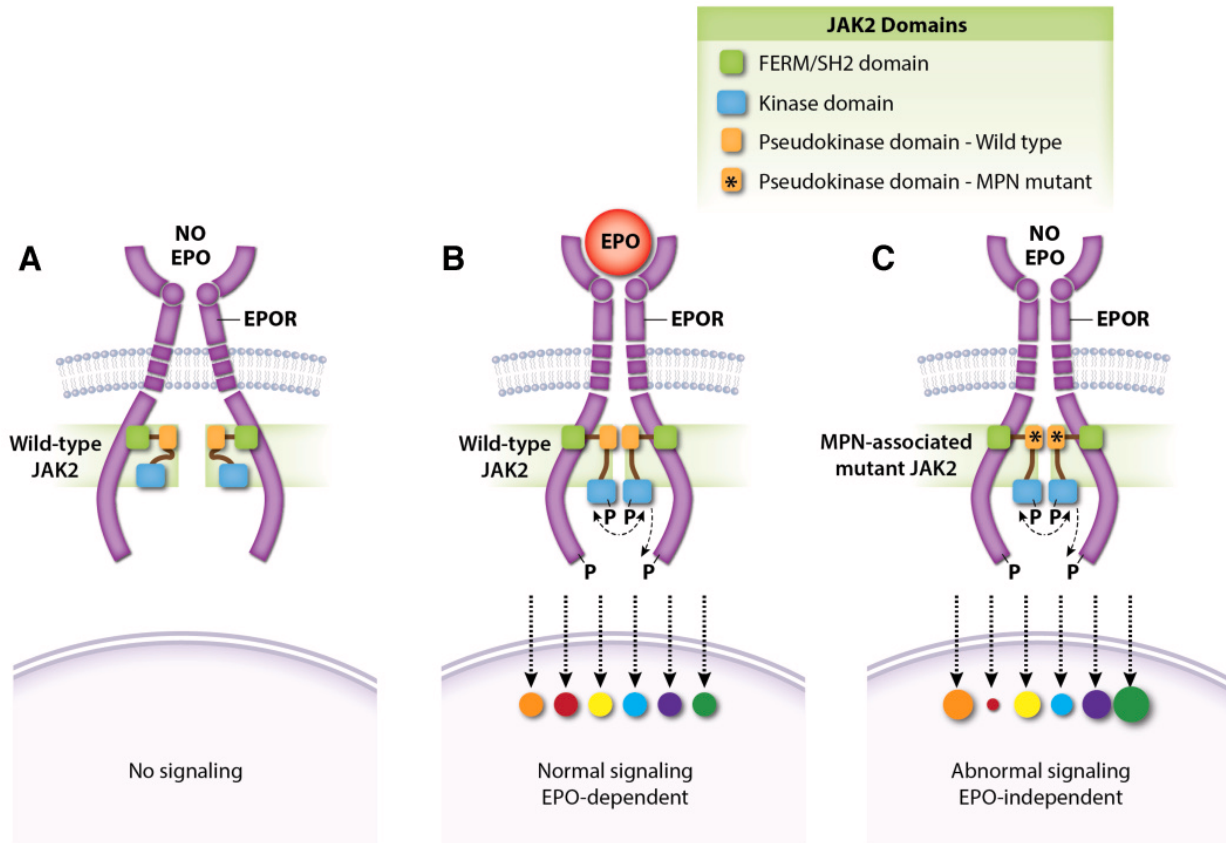 JAK2 Domains
FERM/SH2 domain
Kinase domain
Pseudokinase domain - Wild type
* Pseudokinase domain - MPN mutant
A
NO
EPO
EPOR
Wild-type
JAK2
No signaling
B
EPO
EPOR
Wild-type
JAK2
P P
P P
Normal signaling
EPO-dependent
C
NO
EPO
EPOR
MPN-associated
mutant JAK2
* *
P P
P P
Abnormal signaling
EPO-independent